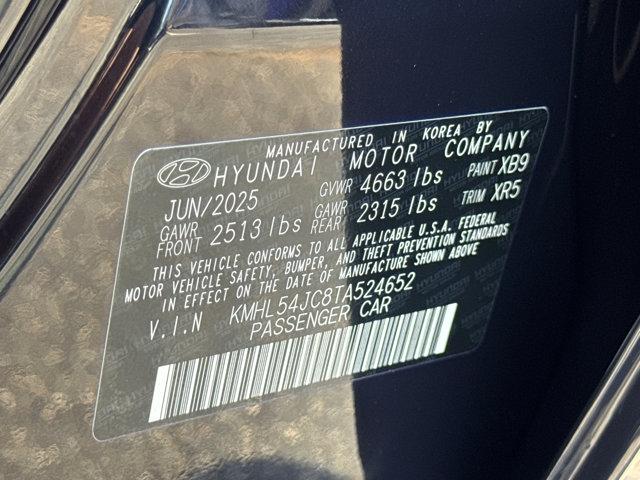 MANUFACTURED IN KOREA BY
HYUNDAI MOTOR COMPANY
JUN/2025 GVWR 4663 lbs PAINT XB9
GAWR FRONT 2513 lbs GAWR REAR 2315 lbs TRIM XR5
THIS VEHICLE CONFORMS TO ALL APPLICABLE U.S.A. FEDERAL
MOTOR VEHICLE SAFETY, BUMPER, AND THEFT PREVENTION STANDARDS
IN EFFECT ON THE DATE OF MANUFACTURE SHOWN ABOVE
V.I.N KMHL54JC8TA524652
PASSENGER CAR